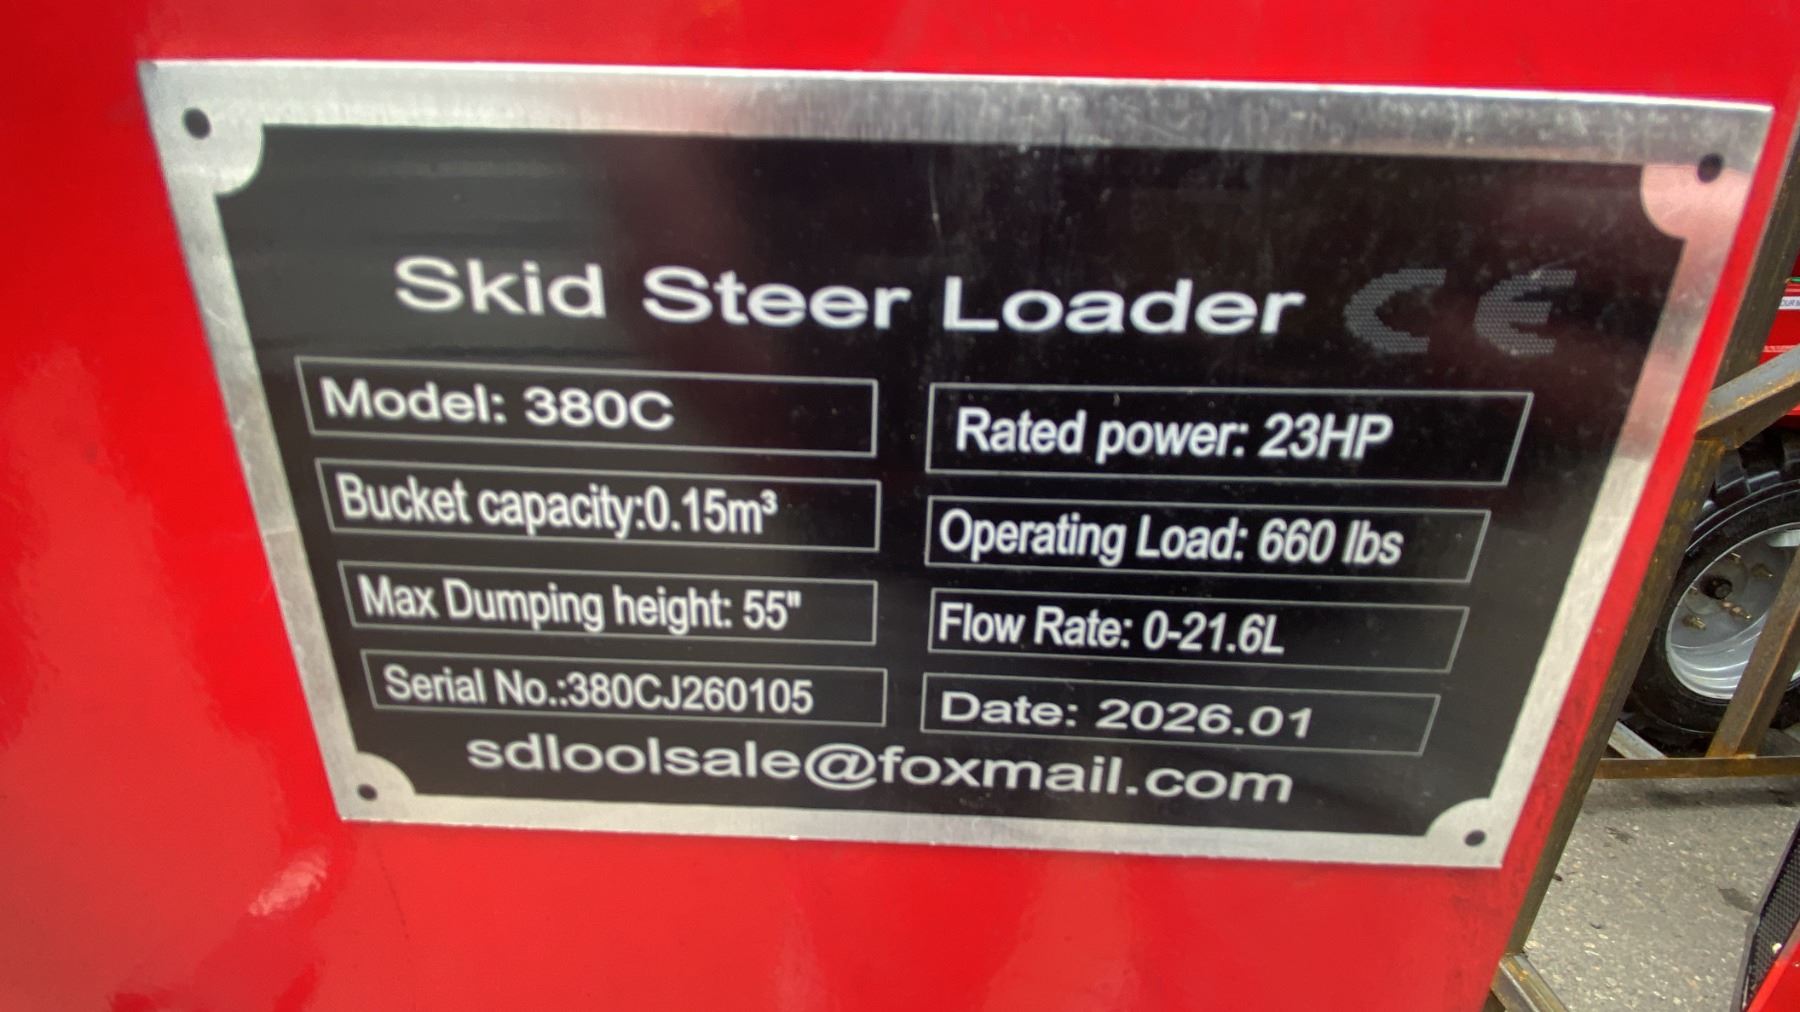 Skid Steer Loader CE
Model: 380C
Rated power: 23HP
Bucket capacity:0.15m³
Operating Load: 660 lbs
Max Dumping height: 55"
Flow Rate: 0-21.6L
Serial No.:380CJ260105
Date: 2026.01
sdloolsale@foxmail.com